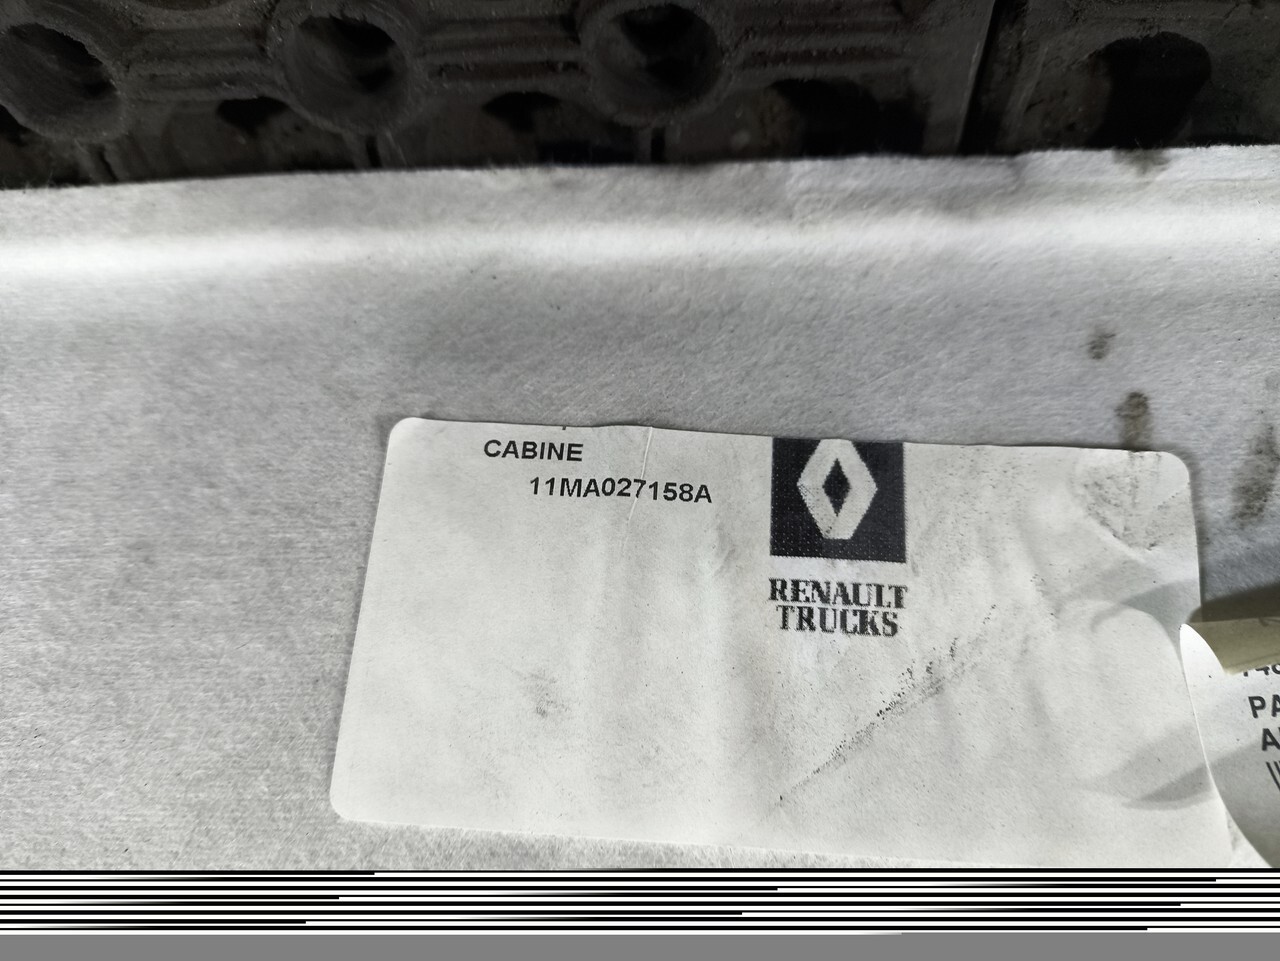 CABINE
11MA027158A
RENAULT
TRUCKS